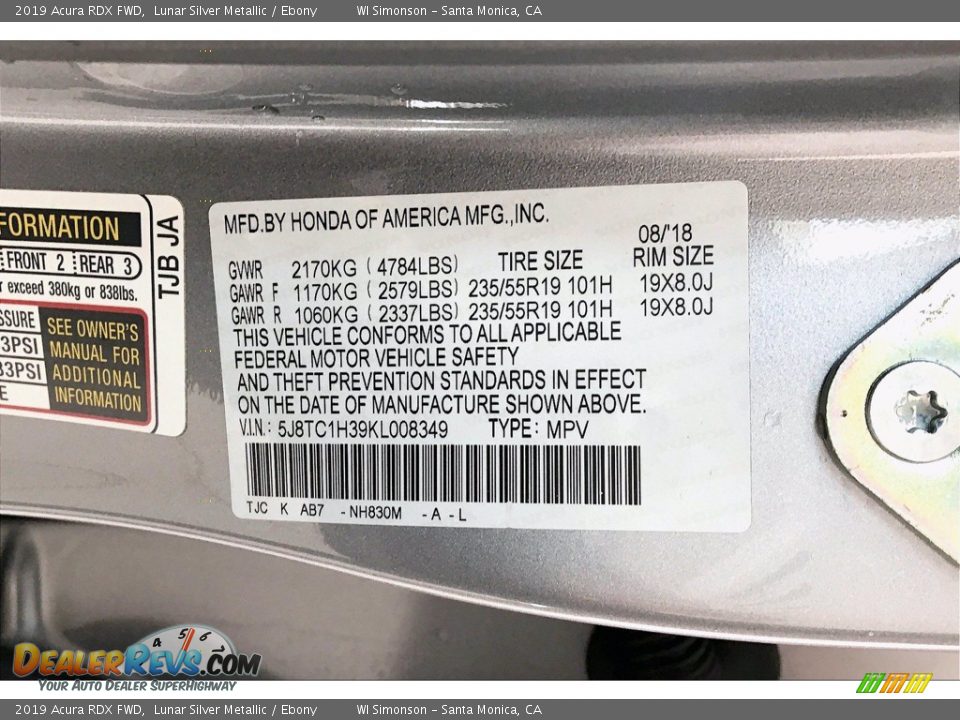 2019 Acura RDX FWD,  Lunar Silver Metallic / Ebony     WI Simonson - Santa Monica, CA
FORMATION
FRONT 2 REAR 3
exceed 380kg or 838lbs.
SSURE
3PSI
33PSI
SEE OWNER'S
MANUAL FOR
ADDITIONAL
INFORMATION
TJB JA
MFD.BY HONDA OF AMERICA MFG.,INC.
08/'18
GVWR 2170KG ( 4784LBS) TIRE SIZE RIM SIZE
GAWR F 1170KG ( 2579LBS) 235/55R19 101H 19X8.0J
GAWR R 1060KG ( 2337LBS) 235/55R19 101H 19X8.0J
THIS VEHICLE CONFORMS TO ALL APPLICABLE
FEDERAL MOTOR VEHICLE SAFETY
AND THEFT PREVENTION STANDARDS IN EFFECT
ON THE DATE OF MANUFACTURE SHOWN ABOVE.
V.I.N.: 5J8TC1H39KL008349 TYPE: MPV
TJC K AB7 - NH830M - A - L
4 5 6
DEALERREVS.COM
YOUR AUTO DEALER SUPERHIGHWAY
2019 Acura RDX FWD,  Lunar Silver Metallic / Ebony     WI Simonson - Santa Monica, CA